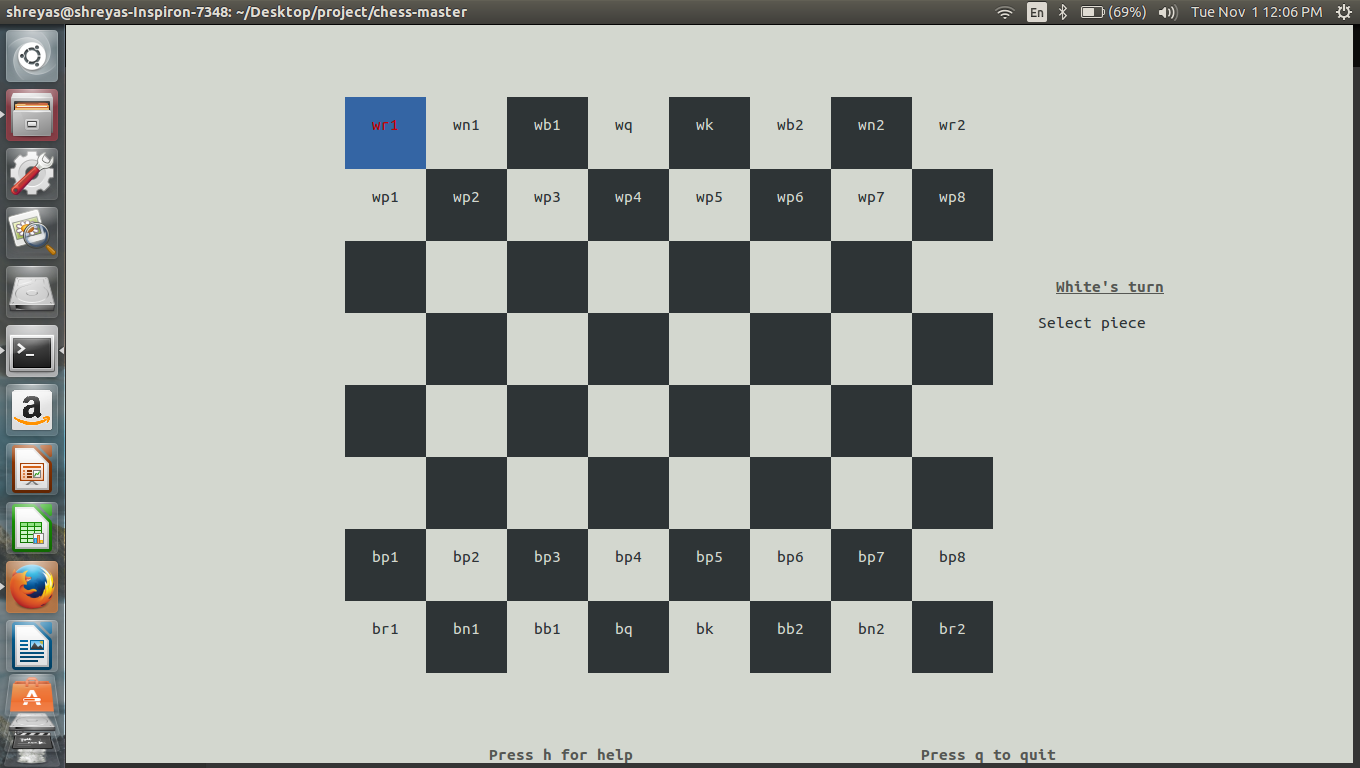 shreyas@shreyas-Inspiron-7348: ~/Desktop/project/chess-master En (69%) Tue Nov 1 12:06 PM
wr1 wn1 wb1 wq wk wb2 wn2 wr2
wp1 wp2 wp3 wp4 wp5 wp6 wp7 wp8
White's turn
Select piece
bp1 bp2 bp3 bp4 bp5 bp6 bp7 bp8
br1 bn1 bb1 bq bk bb2 bn2 br2
Press h for help Press q to quit